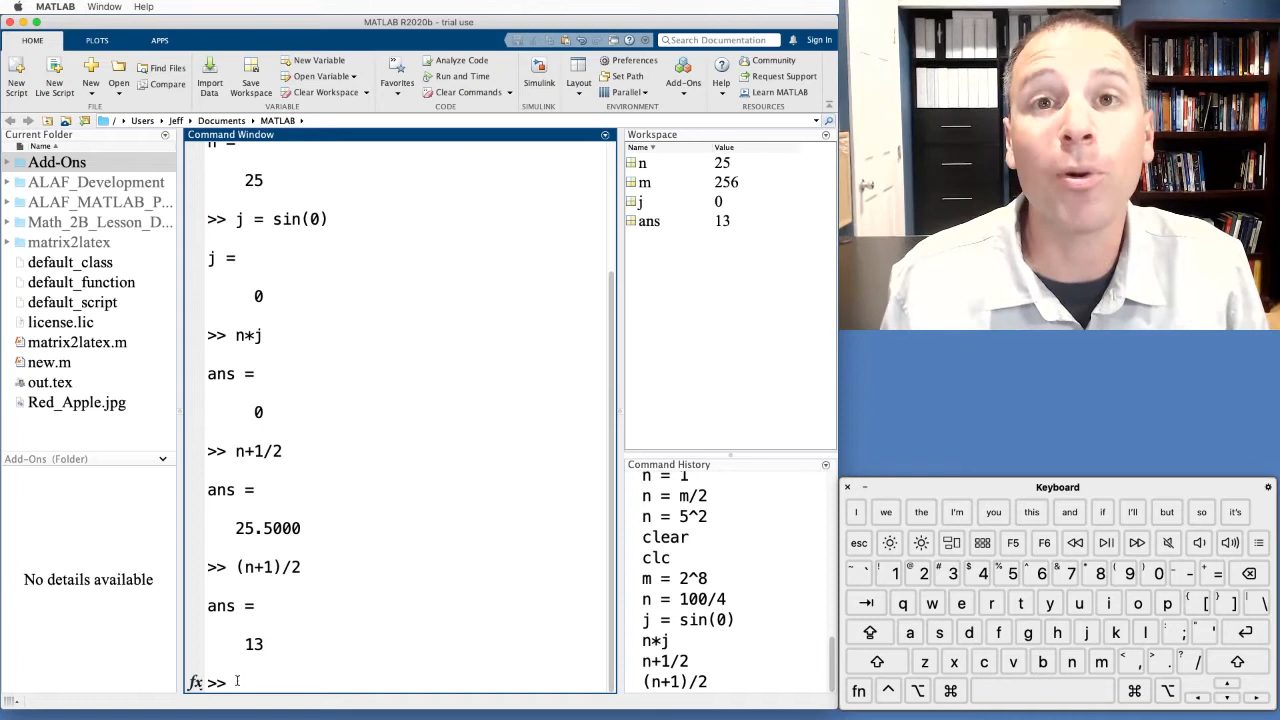 MATLAB Window Help
MATLAB R2020b - trial use
HOME PLOTS APPS
Search Documentation
Sign In
New Script
New Live Script
New
Open
Find Files
Compare
FILE
Import Data
Save Workspace
New Variable
Open Variable
Clear Workspace
VARIABLE
Favorites
Analyze Code
Run and Time
Clear Commands
CODE
Simulink
SIMULINK
Layout
Preferences
Set Path
Parallel
Add-Ons
ENVIRONMENT
Help
Community
Request Support
Learn MATLAB
RESOURCES
/ Users Jeff Documents MATLAB
Current Folder
Name
Add-Ons
ALAF_Development
ALAF_MATLAB_P...
Math_2B_Lesson_D...
matrix2latex
default_class
default_function
default_script
license.lic
matrix2latex.m
new.m
out.tex
Red_Apple.jpg
Add-Ons (Folder)
No details available
Command Window
n =
25
>> j = sin(0)
j =
0
>> n*j
ans =
0
>> n+1/2
ans =
25.5000
>> (n+1)/2
ans =
13
fx >>
Workspace
Name Value
n 25
m 256
j 0
ans 13
Command History
n = 1
n = m/2
n = 5^2
clear
clc
m = 2^8
n = 100/4
j = sin(0)
n*j
n+1/2
(n+1)/2
Keyboard
I we the I'm you this and if I'll but so it's
esc F5 F6
~ ` ! 1 @ 2 # 3 $ 4 % 5 ^ 6 & 7 * 8 ( 9 ) 0 _ - + =
q w e r t y u i o p { [ } ] | \
a s d f g h j k l : ; " '
z x c v b n m < , > . ? /
fn ^ ⌥ ⌘ ⌘ ⌥